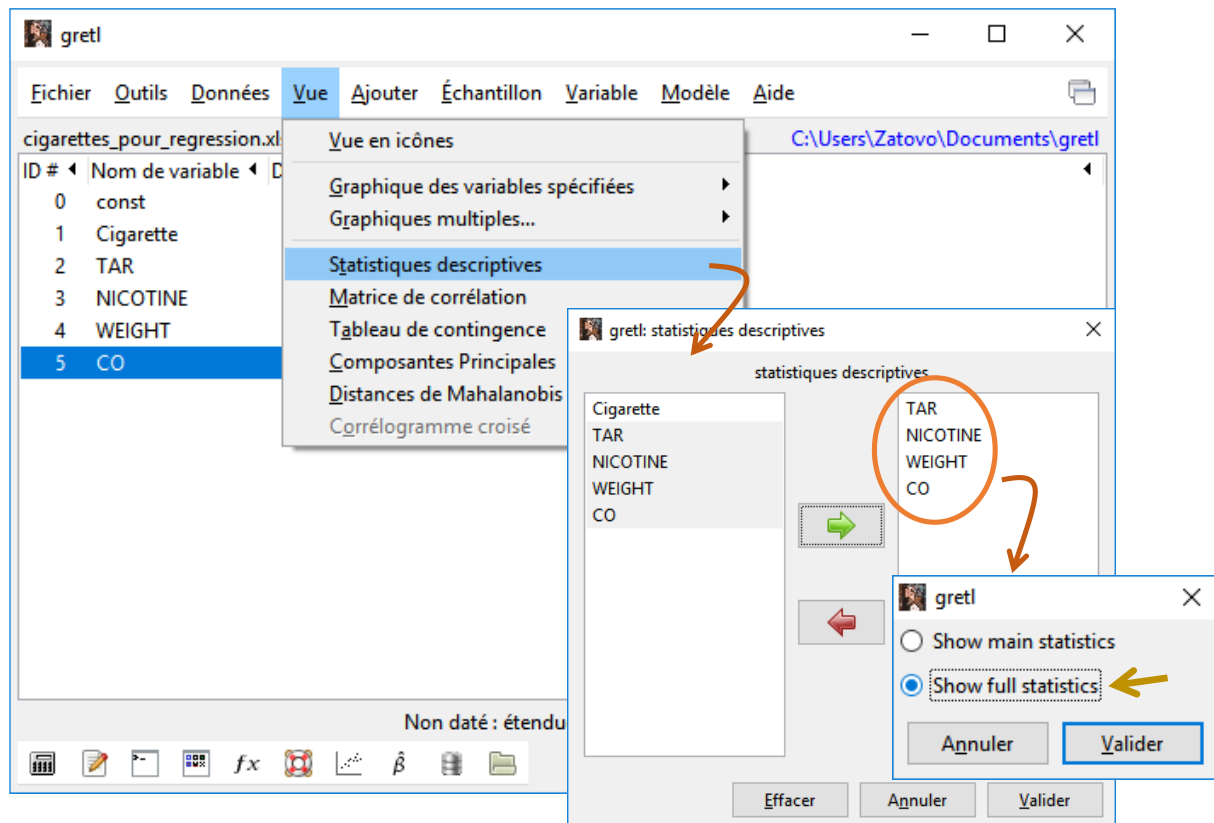 gretl
Fichier Outils Données Vue Ajouter Échantillon Variable Modèle Aide
cigarettes_pour_regression.xl
C:\Users\Zatovo\Documents\gretl
ID # Nom de variable D
0 const
1 Cigarette
2 TAR
3 NICOTINE
4 WEIGHT
5 CO
Vue en icônes
Graphique des variables spécifiées
Graphiques multiples...
Statistiques descriptives
Matrice de corrélation
Tableau de contingence
Composantes Principales
Distances de Mahalanobis
Corrélogramme croisé
Non daté : étendu
fx β̂
gretl: statistiques descriptives
statistiques descriptives
Cigarette
TAR
NICOTINE
WEIGHT
CO
TAR
NICOTINE
WEIGHT
CO
Effacer Annuler Valider
gretl
Show main statistics
Show full statistics
Annuler Valider